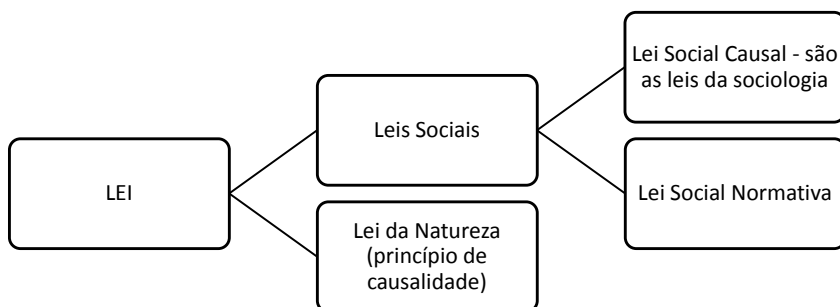 LEI
Leis Sociais
Lei da Natureza
(princípio de
causalidade)
Lei Social Causal - são
as leis da sociologia
Lei Social Normativa